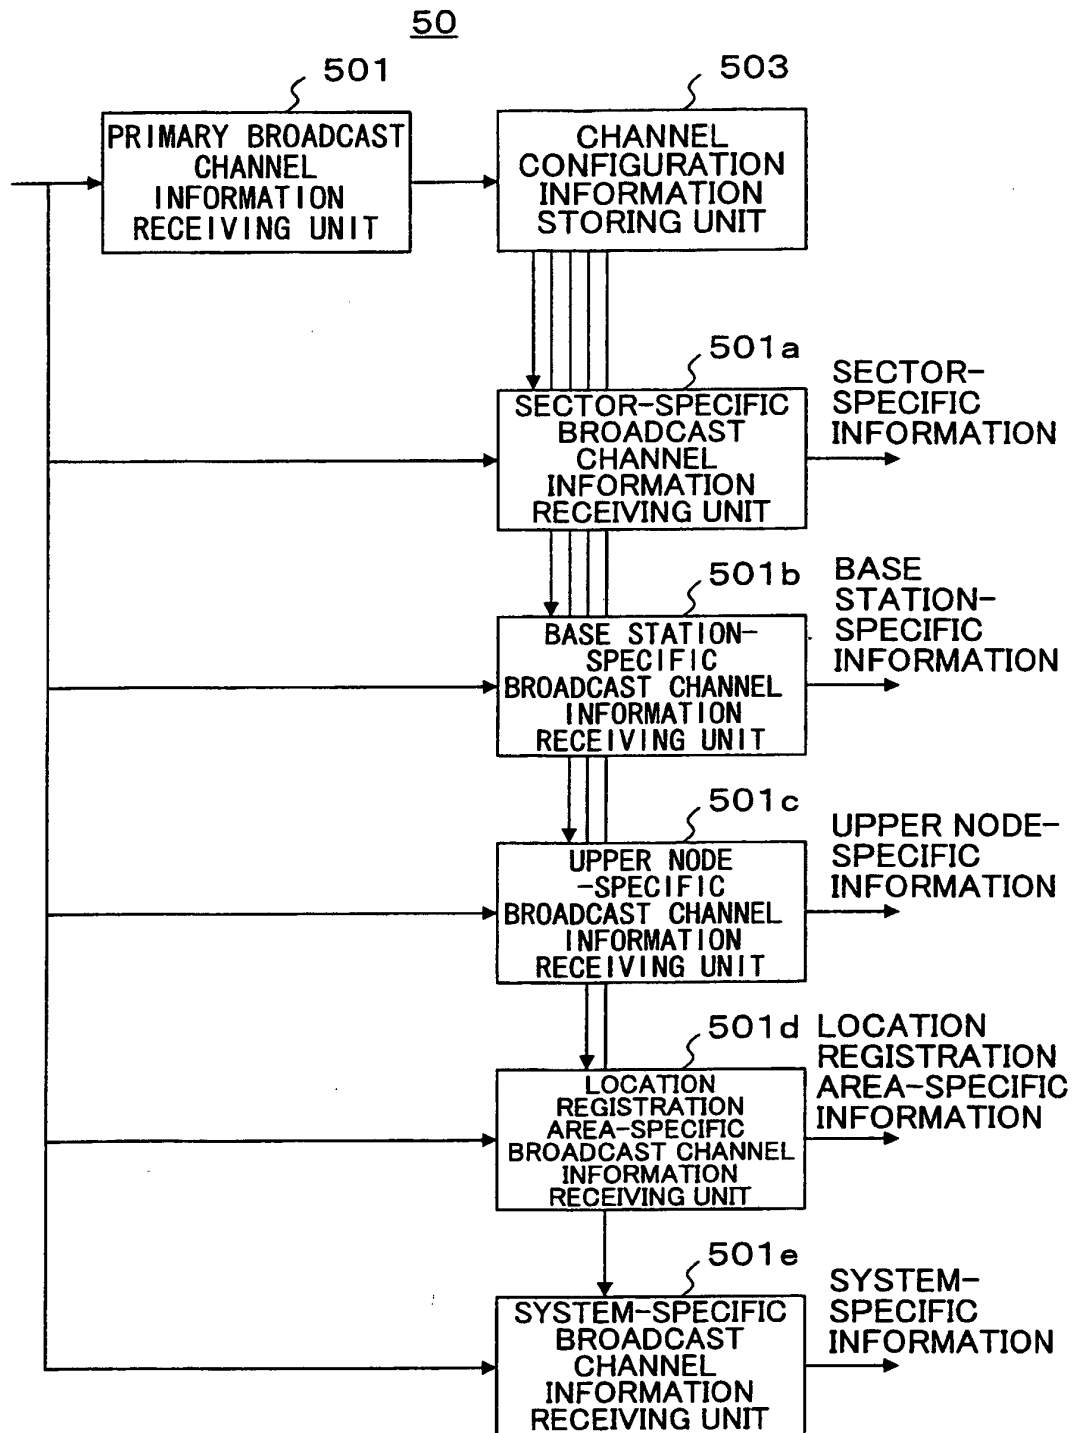 50
501
PRIMARY BROADCAST
CHANNEL
INFORMATION
RECEIVING UNIT
503
CHANNEL
CONFIGURATION
INFORMATION
STORING UNIT
501a
SECTOR-SPECIFIC
BROADCAST
CHANNEL
INFORMATION
RECEIVING UNIT
SECTOR-
SPECIFIC
INFORMATION
501b
BASE STATION-
SPECIFIC
BROADCAST CHANNEL
INFORMATION
RECEIVING UNIT
BASE
STATION-
SPECIFIC
INFORMATION
501c
UPPER NODE
-SPECIFIC
BROADCAST CHANNEL
INFORMATION
RECEIVING UNIT
UPPER NODE-
SPECIFIC
INFORMATION
501d
LOCATION
REGISTRATION
AREA-SPECIFIC
BROADCAST CHANNEL
INFORMATION
RECEIVING UNIT
LOCATION
REGISTRATION
AREA-SPECIFIC
INFORMATION
501e
SYSTEM-SPECIFIC
BROADCAST
CHANNEL
INFORMATION
RECEIVING UNIT
SYSTEM-
SPECIFIC
INFORMATION